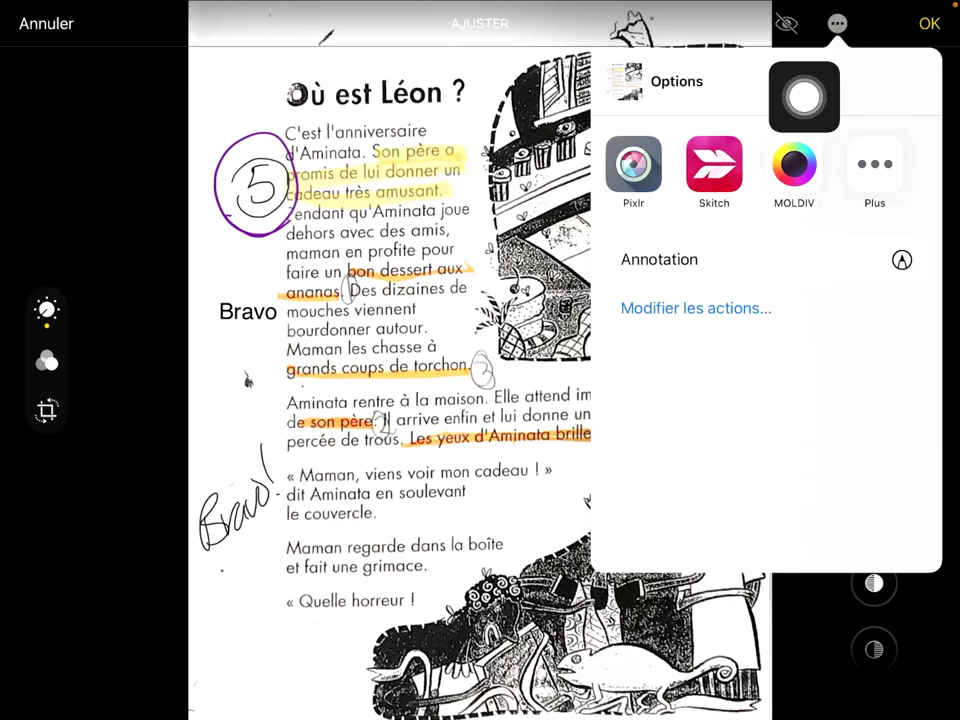 Annuler
AJUSTER
OK
Où est Léon ?
C'est l'anniversaire
d'Aminata. Son père a
promis de lui donner un
cadeau très amusant.
Pendant qu'Aminata joue
dehors avec des amis,
maman en profite pour
faire un bon dessert aux
ananas. Des dizaines de
mouches viennent
bourdonner autour.
Maman les chasse à
grands coups de torchon.
5
1
3
Bravo
Aminata rentre à la maison. Elle attend im
de son père. Il arrive enfin et lui donne un
percée de trous. Les yeux d'Aminata brille
2
« Maman, viens voir mon cadeau ! »
dit Aminata en soulevant
le couvercle.
Bravo!
Maman regarde dans la boîte
et fait une grimace.
« Quelle horreur !
Options
Pixlr
Skitch
MOLDIV
Plus
Annotation
Modifier les actions...